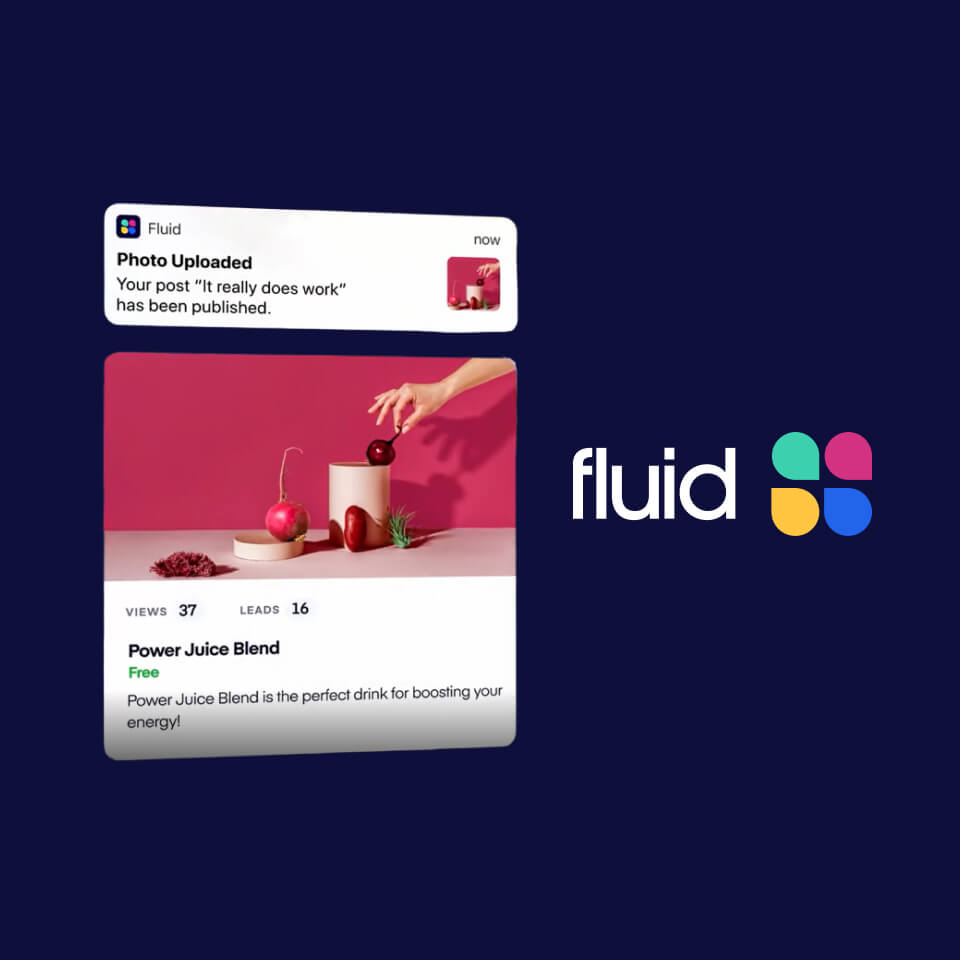 Fluid
now
Photo Uploaded
Your post “It really does work”
has been published.
fluid
VIEWS 37 LEADS 16
Power Juice Blend
Free
Power Juice Blend is the perfect drink for boosting your
energy!